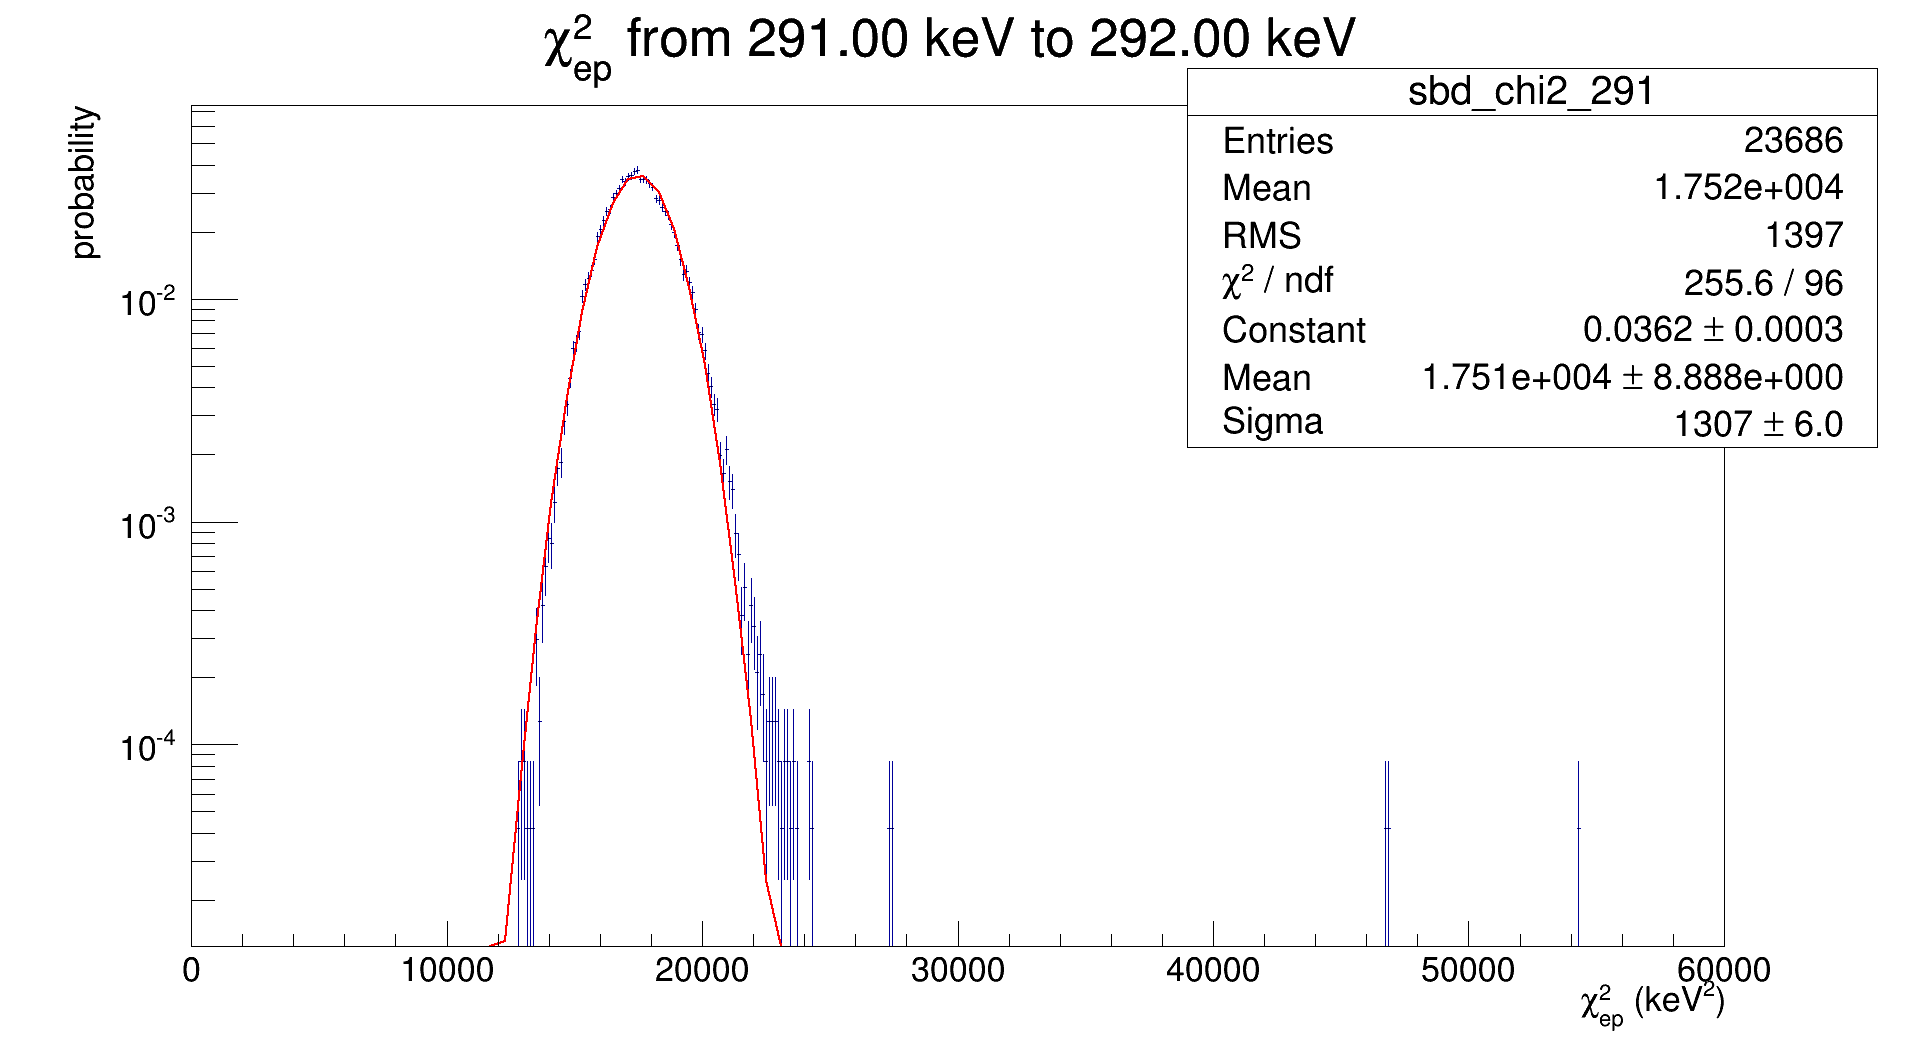 χ²ep from 291.00 keV to 292.00 keV
probability
sbd_chi2_291
Entries 23686
Mean 1.752e+004
RMS 1397
χ² / ndf 255.6 / 96
Constant 0.0362 ± 0.0003
Mean 1.751e+004 ± 8.888e+000
Sigma 1307 ± 6.0
10⁻²
10⁻³
10⁻⁴
0 10000 20000 30000 40000 50000 60000
χ²ep (keV²)